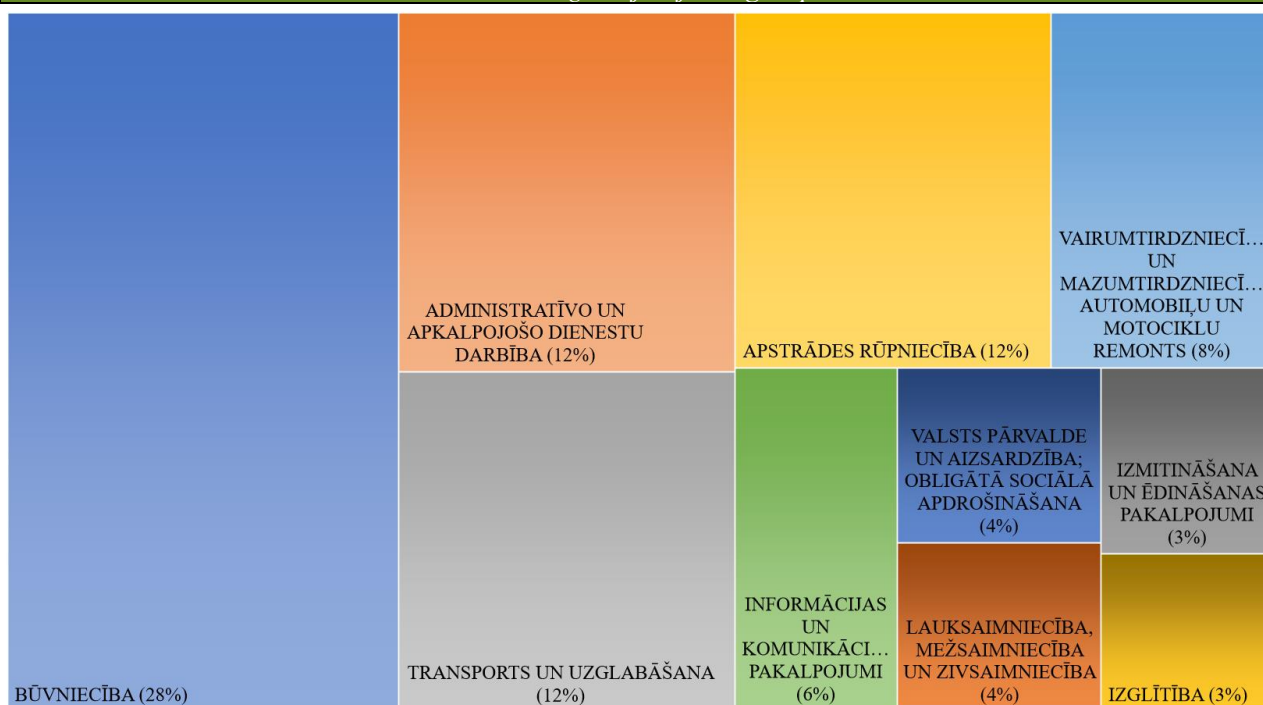 BŪVNIECĪBA (28%)
ADMINISTRATĪVO UN
APKALPOJOŠO DIENESTU
DARBĪBA (12%)
TRANSPORTS UN UZGLABĀŠANA
(12%)
APSTRĀDES RŪPNIECĪBA (12%)
VAIRUMTIRDZNIECĪ…
UN
MAZUMTIRDZNIECĪ…
AUTOMOBIĻU UN
MOTOCIKLU
REMONTS (8%)
INFORMĀCIJAS
UN
KOMUNIKĀCI…
PAKALPOJUMI
(6%)
VALSTS PĀRVALDE
UN AIZSARDZĪBA;
OBLIGĀTĀ SOCIĀLĀ
APDROŠINĀŠANA
(4%)
LAUKSAIMNIECĪBA,
MEŽSAIMNIECĪBA
UN ZIVSAIMNIECĪBA
(4%)
IZMITINĀŠANA
UN ĒDINĀŠANAS
PAKALPOJUMI
(3%)
IZGLĪTĪBA (3%)